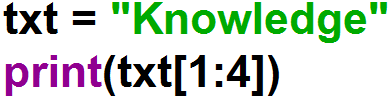 txt = "Knowledge"
print(txt[1:4])